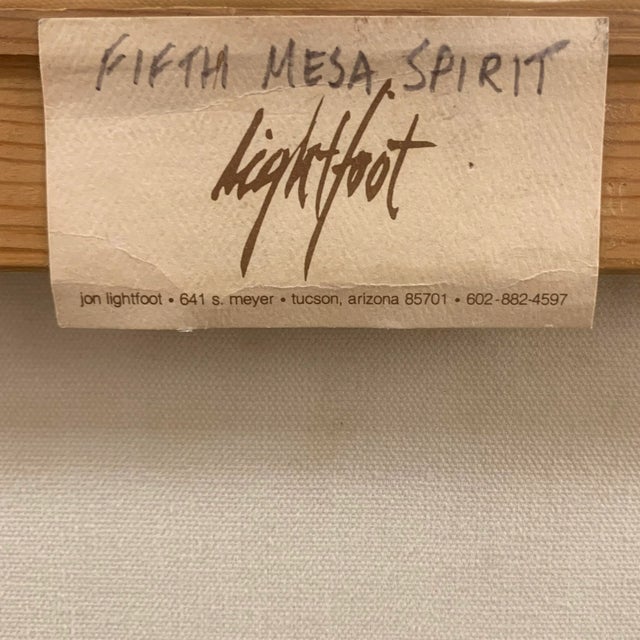 FIFTH MESA SPIRIT
Lightfoot
jon lightfoot • 641 s. meyer • tucson, arizona 85701 • 602-882-4597